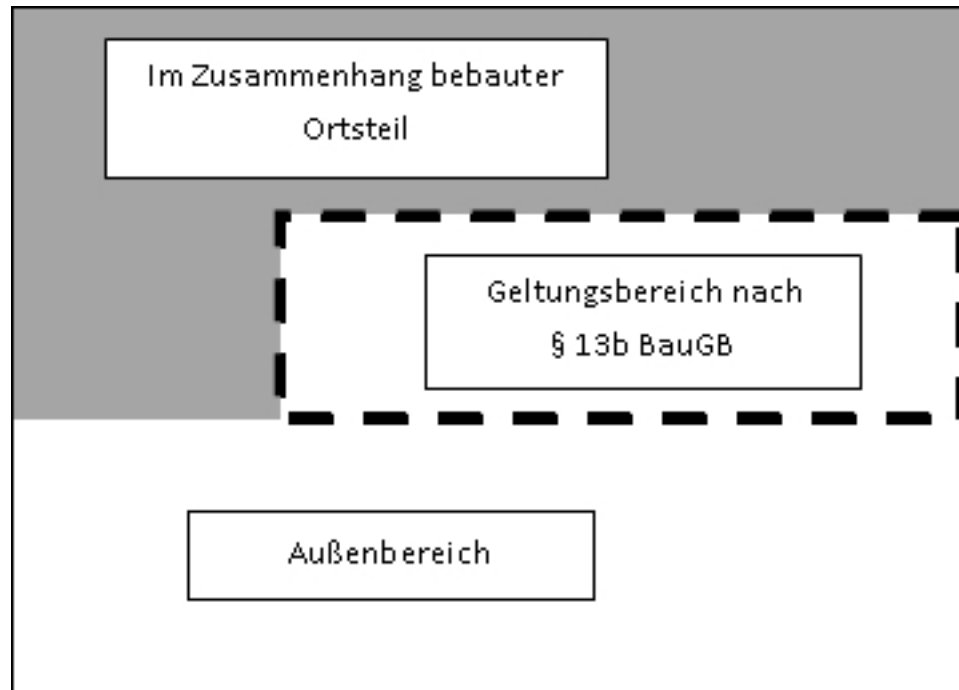 Im Zusammenhang bebauter
Ortsteil
Geltungsbereich nach
§ 13b BauGB
Außenbereich